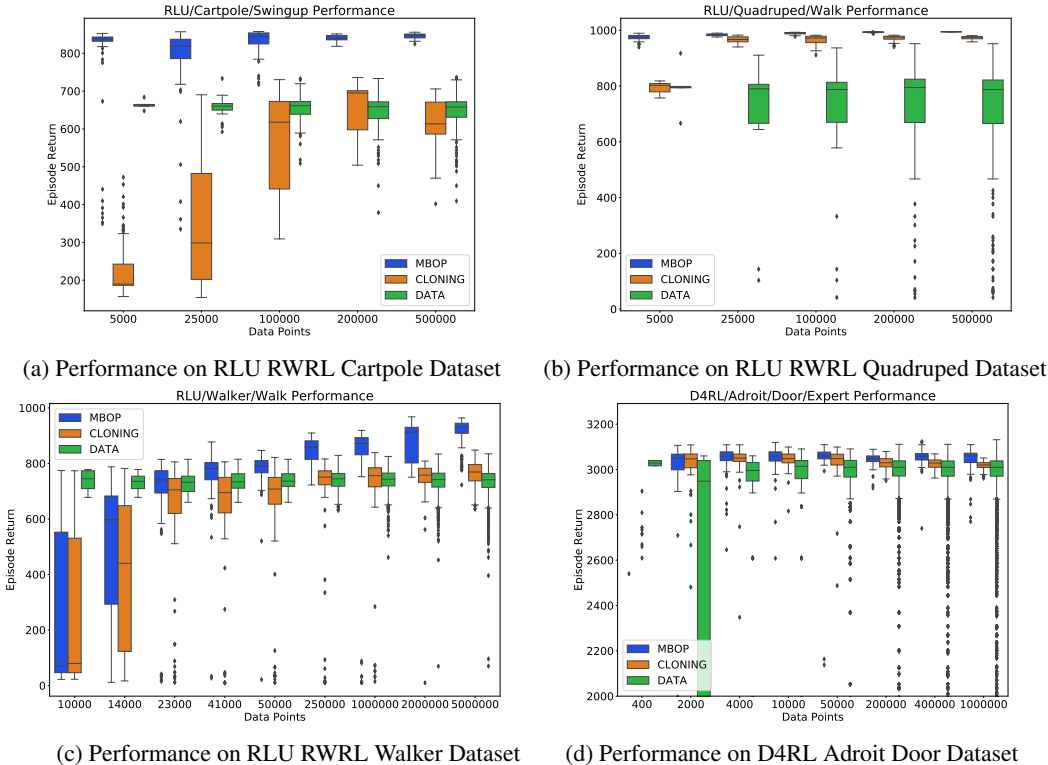 RLU/Cartpole/Swingup Performance
Episode Return
800
700
600
500
400
300
200
MBOP
CLONING
DATA
5000 25000 100000 200000 500000
Data Points
(a) Performance on RLU RWRL Cartpole Dataset
RLU/Quadruped/Walk Performance
Episode Return
1000
800
600
400
200
0
MBOP
CLONING
DATA
5000 25000 100000 200000 500000
Data Points
(b) Performance on RLU RWRL Quadruped Dataset
RLU/Walker/Walk Performance
Episode Return
1000
800
600
400
200
0
MBOP
CLONING
DATA
10000 14000 23000 41000 50000 250000 1000000 2000000 5000000
Data Points
(c) Performance on RLU RWRL Walker Dataset
D4RL/Adroit/Door/Expert Performance
Episode Return
3200
3000
2800
2600
2400
2200
2000
MBOP
CLONING
DATA
400 2000 4000 10000 50000 200000 400000 1000000
Data Points
(d) Performance on D4RL Adroit Door Dataset